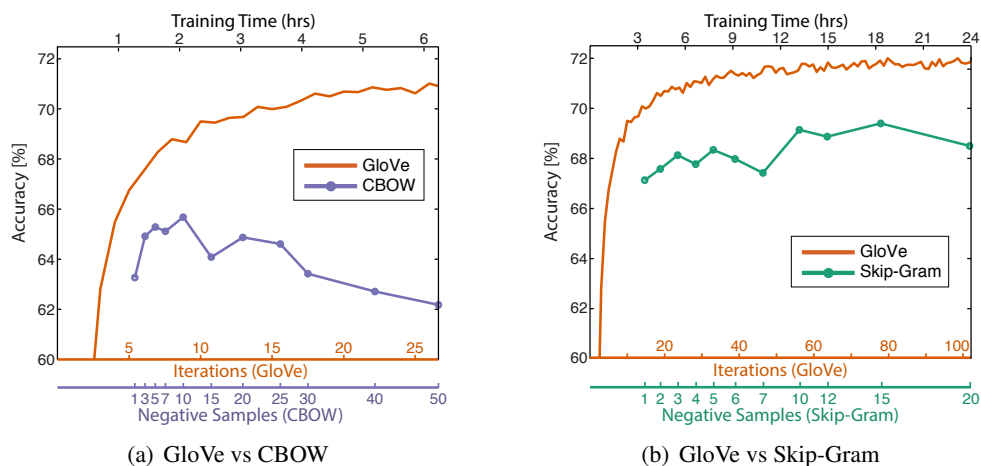 Training Time (hrs)
1 2 3 4 5 6
72
70
68
66
64
62
60
Accuracy [%]
GloVe
CBOW
5 10 15 20 25
Iterations (GloVe)
1 3 5 7 10 15 20 25 30 40 50
Negative Samples (CBOW)
(a) GloVe vs CBOW
Training Time (hrs)
3 6 9 12 15 18 21 24
72
70
68
66
64
62
60
Accuracy [%]
GloVe
Skip-Gram
20 40 60 80 100
Iterations (GloVe)
1 2 3 4 5 6 7 10 12 15 20
Negative Samples (Skip-Gram)
(b) GloVe vs Skip-Gram